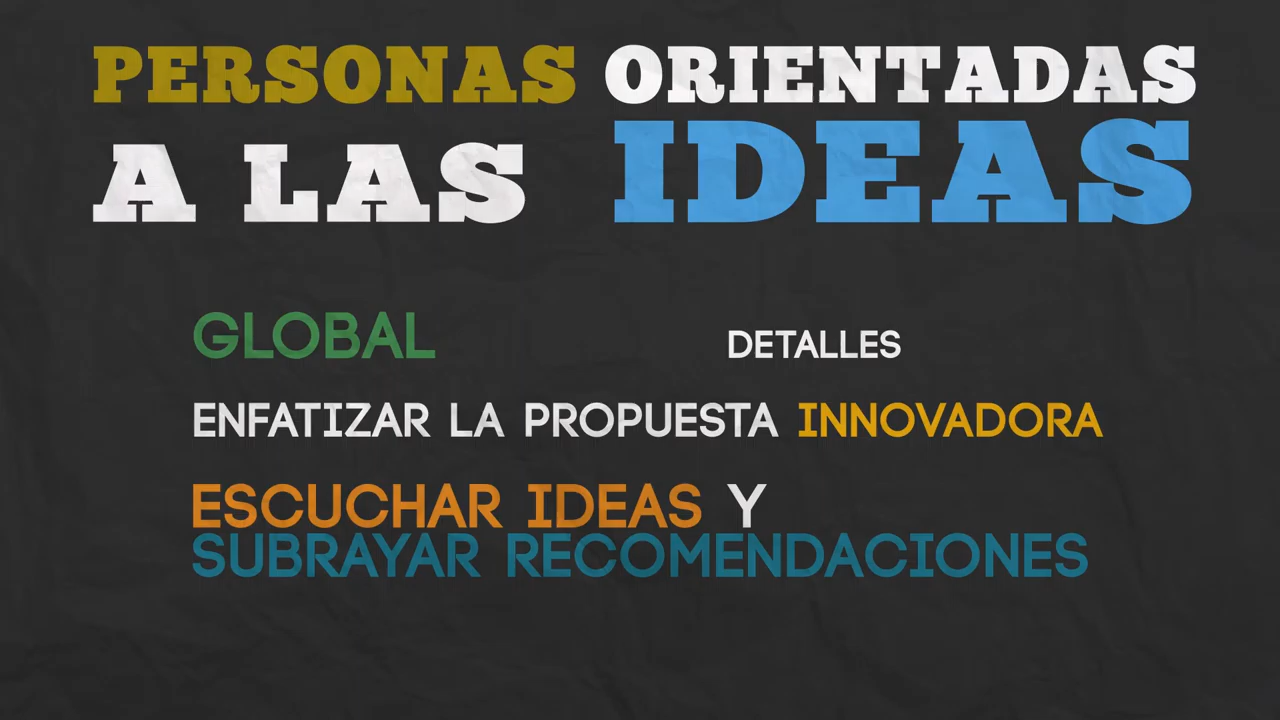 PERSONAS ORIENTADAS
A LAS IDEAS
GLOBAL DETALLES
ENFATIZAR LA PROPUESTA INNOVADORA
ESCUCHAR IDEAS Y
SUBRAYAR RECOMENDACIONES